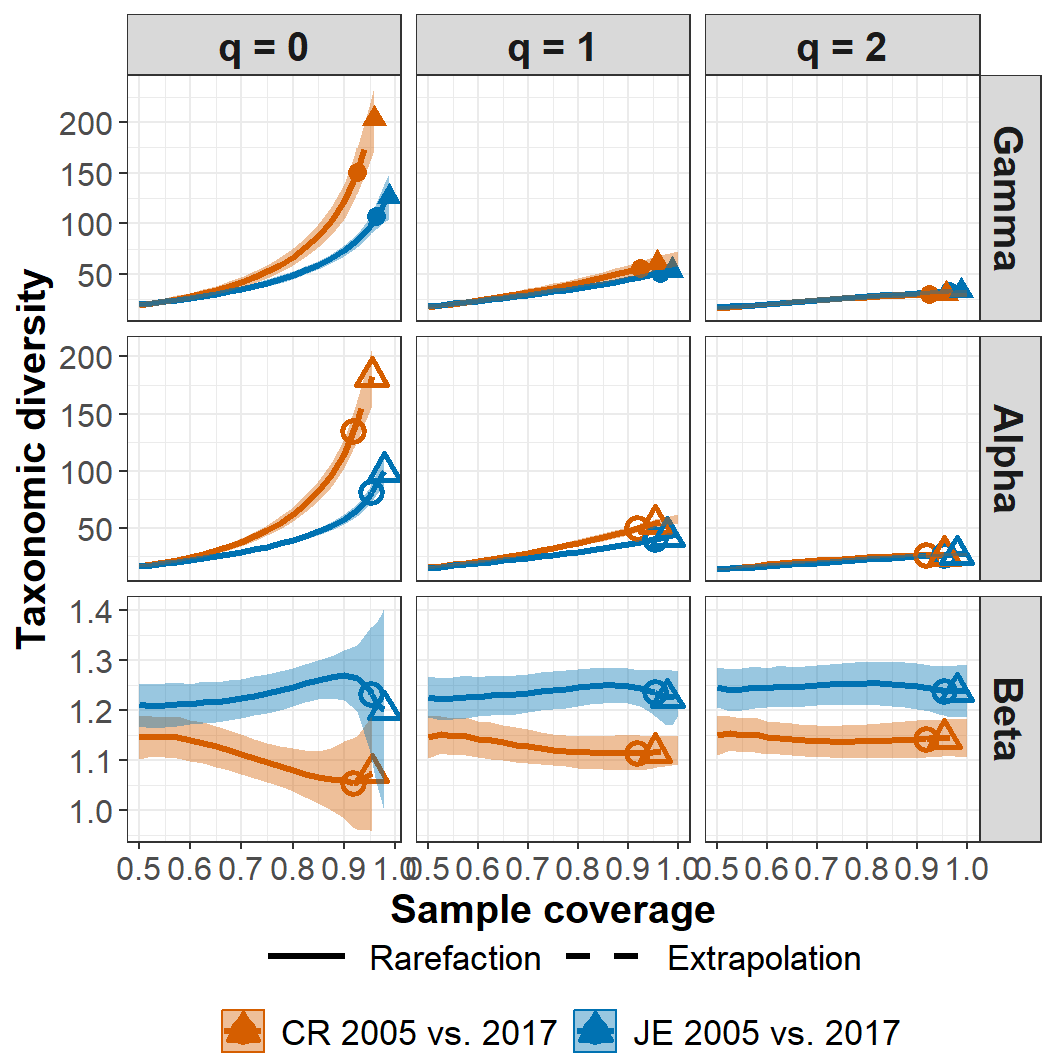 q = 0 q = 1 q = 2
200
150
100
50
Gamma
200
150
100
50
Alpha
1.4
1.3
1.2
1.1
1.0
Beta
Taxonomic diversity
0.5 0.6 0.7 0.8 0.9 1.0 0.5 0.6 0.7 0.8 0.9 1.0 0.5 0.6 0.7 0.8 0.9 1.0
Sample coverage
Rarefaction Extrapolation
CR 2005 vs. 2017 JE 2005 vs. 2017